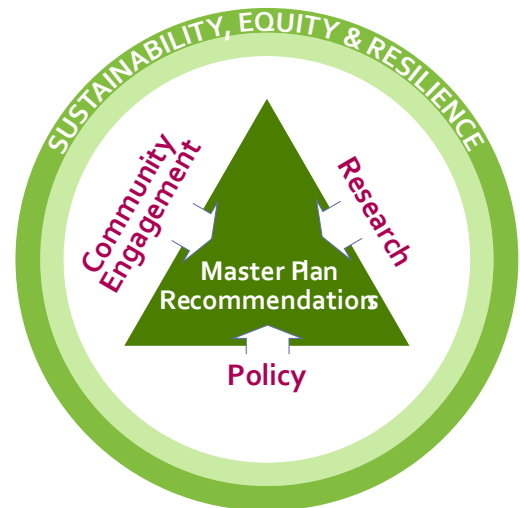 SUSTAINABILITY, EQUITY & RESILIENCE
Community
Engagement
Research
Master Plan
Recommendations
Policy